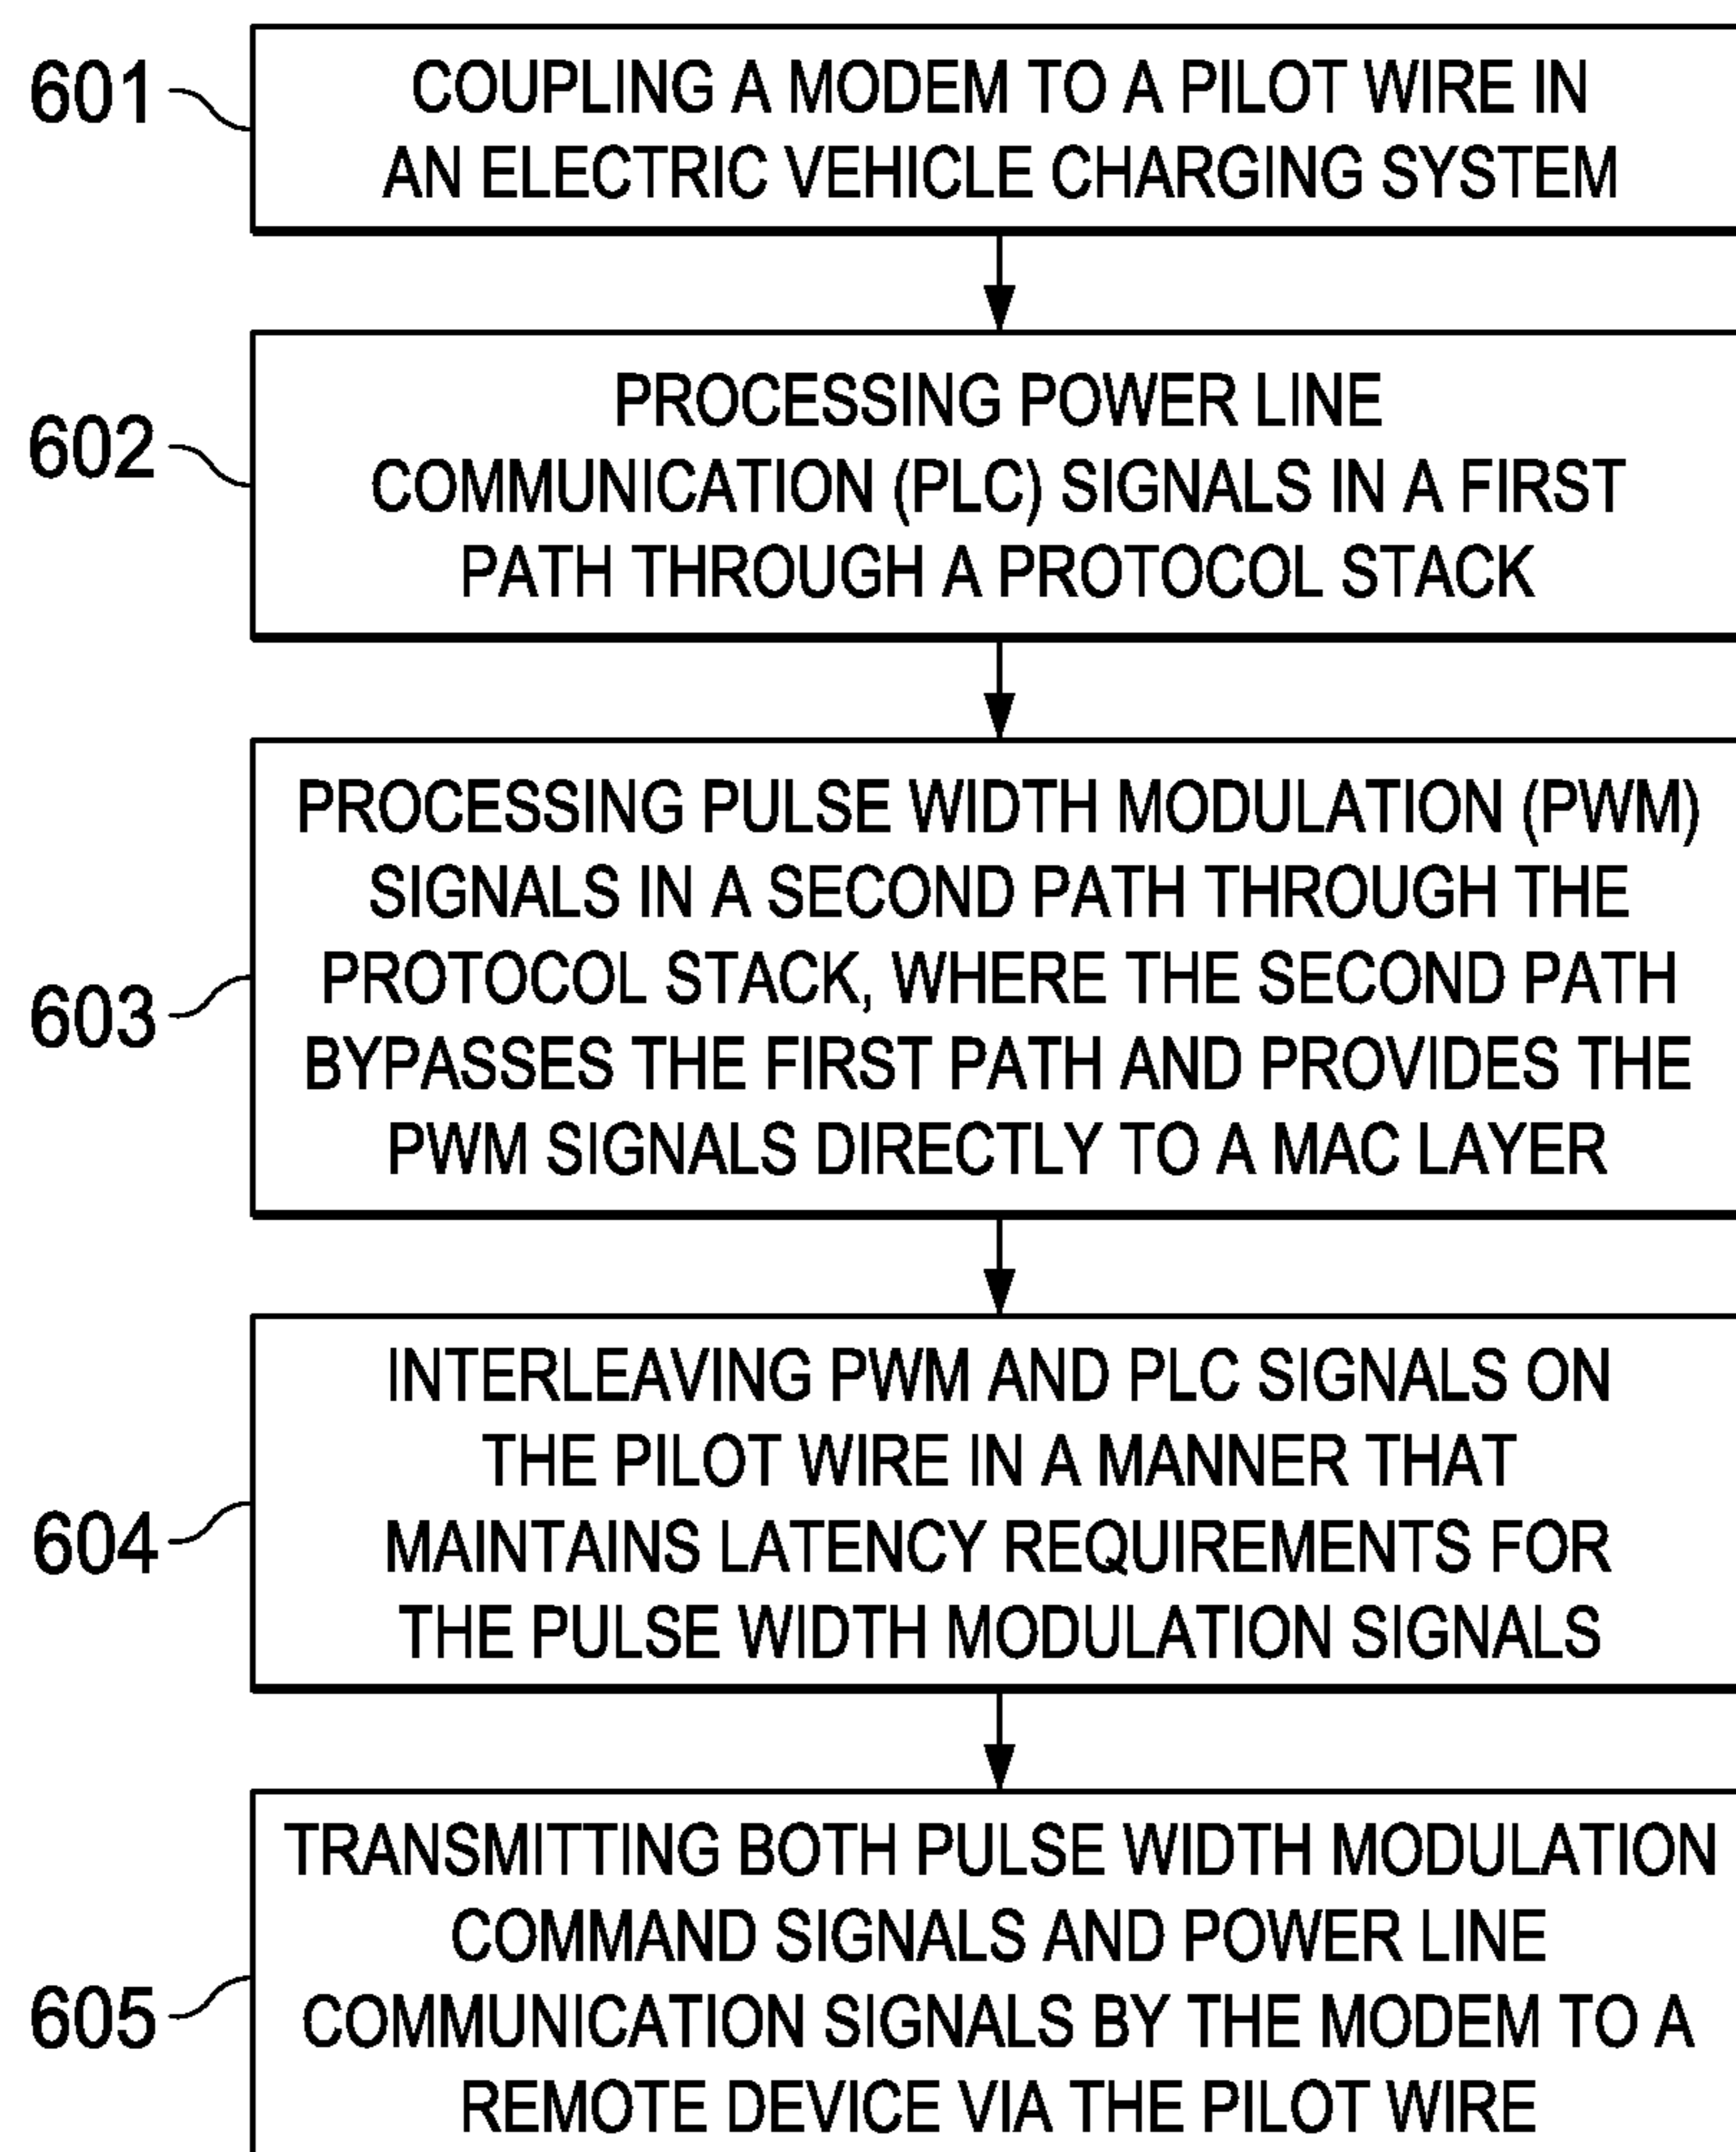 601
COUPLING A MODEM TO A PILOT WIRE IN
AN ELECTRIC VEHICLE CHARGING SYSTEM
602
PROCESSING POWER LINE
COMMUNICATION (PLC) SIGNALS IN A FIRST
PATH THROUGH A PROTOCOL STACK
603
PROCESSING PULSE WIDTH MODULATION (PWM)
SIGNALS IN A SECOND PATH THROUGH THE
PROTOCOL STACK, WHERE THE SECOND PATH
BYPASSES THE FIRST PATH AND PROVIDES THE
PWM SIGNALS DIRECTLY TO A MAC LAYER
604
INTERLEAVING PWM AND PLC SIGNALS ON
THE PILOT WIRE IN A MANNER THAT
MAINTAINS LATENCY REQUIREMENTS FOR
THE PULSE WIDTH MODULATION SIGNALS
605
TRANSMITTING BOTH PULSE WIDTH MODULATION
COMMAND SIGNALS AND POWER LINE
COMMUNICATION SIGNALS BY THE MODEM TO A
REMOTE DEVICE VIA THE PILOT WIRE